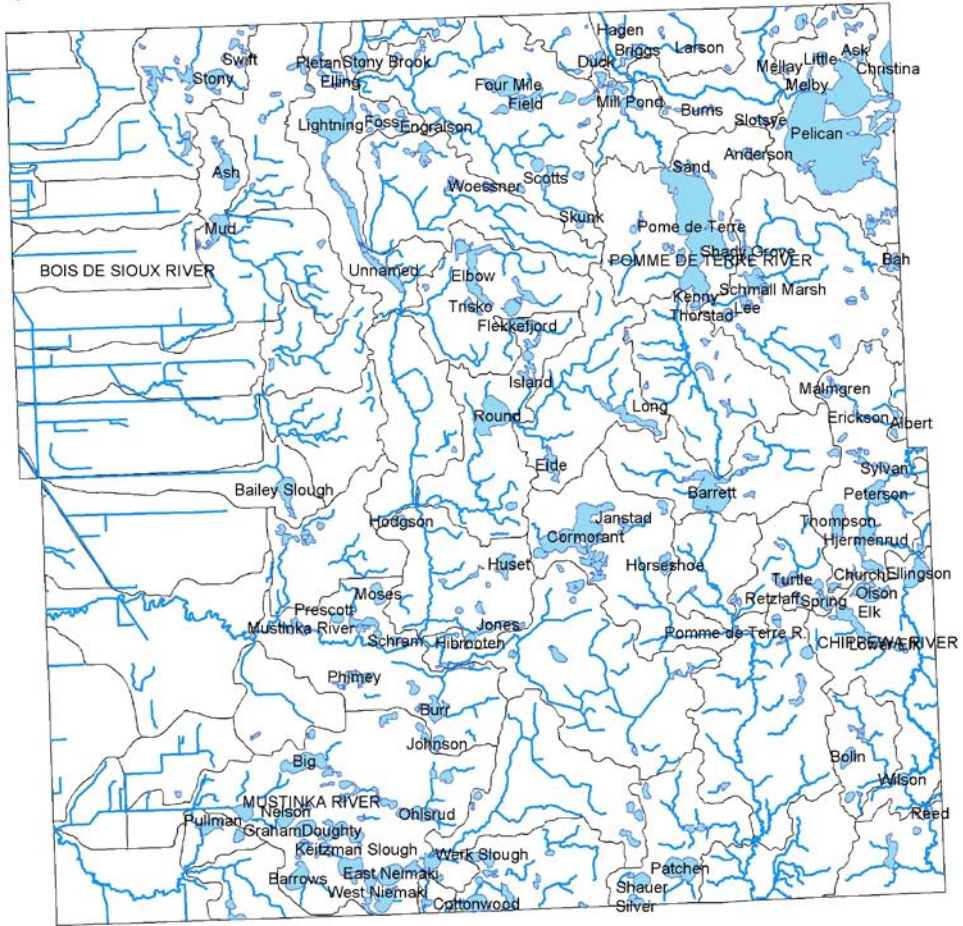 Hagen
Larson
Briggs
Swift
Pletan
Stony Brook
Duck
Mellay
Little
Ask
Christina
Stony
Elling
Four Mile
Field
Melby
Mill Pond
Burns
Lightning
Foss
Engralson
Slotsye
Pelican
Anderson
Ash
Woessner
Scotts
Sand
Mud
Skunk
Pome de Terre
Shady Grove
BOIS DE SIOUX RIVER
Unnamed
Elbow
POMME DE TERRE RIVER
Bah
Trisko
Kenny
Schmall Marsh
Lee
Thorstad
Flekkefjord
Island
Malmgren
Round
Long
Erickson
Albert
Eide
Sylvan
Bailey Slough
Barrett
Peterson
Hodgson
Janstad
Thompson
Cormorant
Hjermenrud
Huset
Horseshoe
Turtle
Church
Ellingson
Moses
Retzlaff
Spring
Olson
Prescott
Elk
Mustinka River
Schram
Jones
Hibrooten
Pomme de Terre R.
CHIPPEWA RIVER
Lower Elk
Phimey
Burr
Johnson
Big
Bolin
Wilson
MUSTINKA RIVER
Nelson
Ohlsrud
Reed
Pullman
Graham
Doughty
Keitzman Slough
Werk Slough
Barrows
East Niemaki
Patchen
West Niemaki
Shauer
Cottonwood
Silver